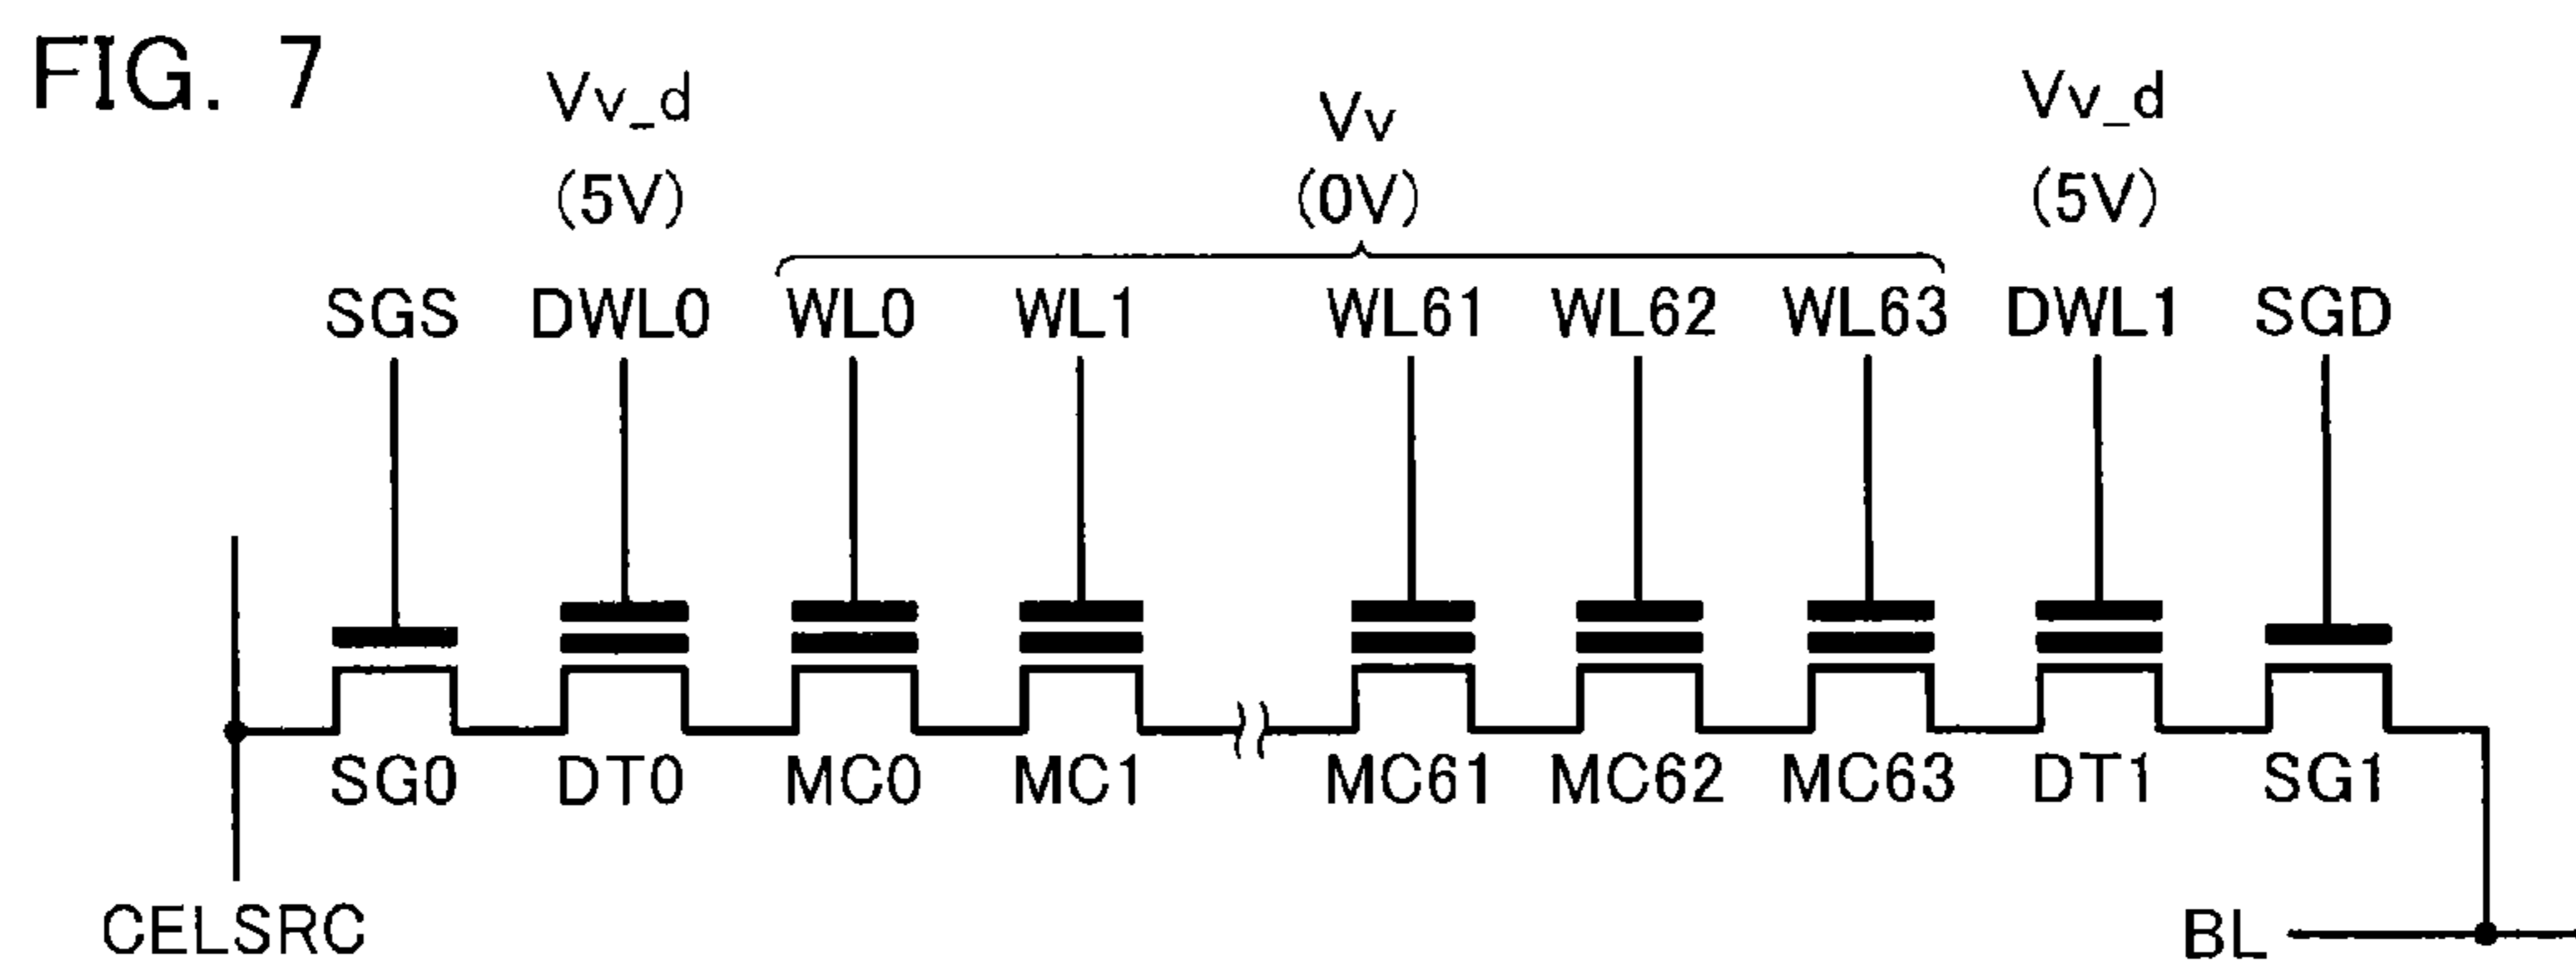 FIG. 7
Vv_d Vv Vv_d
(5V) (0V) (5V)
SGS DWL0 WL0 WL1 WL61 WL62 WL63 DWL1 SGD
SG0 DT0 MC0 MC1 MC61 MC62 MC63 DT1 SG1
CELSRC BL